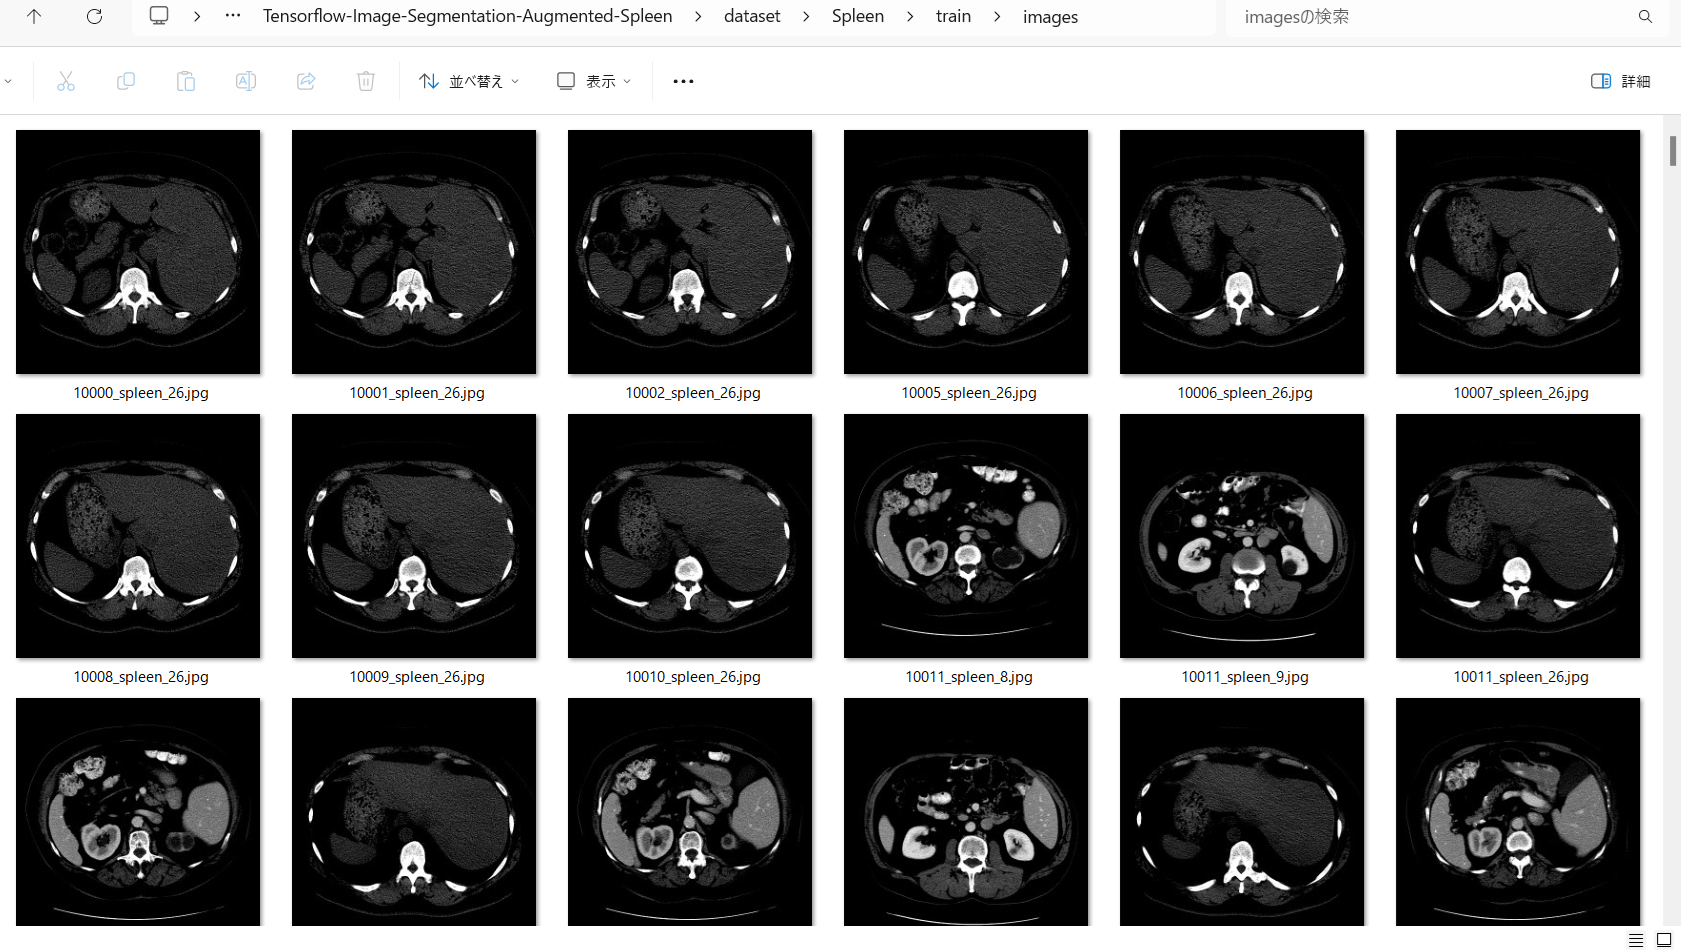 Tensorflow-Image-Segmentation-Augmented-Spleen > dataset > Spleen > train > images
imagesの検索
並べ替え
表示
詳細
10000_spleen_26.jpg
10001_spleen_26.jpg
10002_spleen_26.jpg
10005_spleen_26.jpg
10006_spleen_26.jpg
10007_spleen_26.jpg
10008_spleen_26.jpg
10009_spleen_26.jpg
10010_spleen_26.jpg
10011_spleen_8.jpg
10011_spleen_9.jpg
10011_spleen_26.jpg